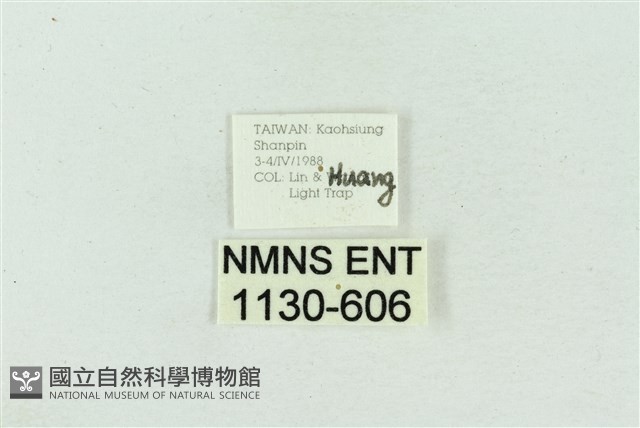 TAIWAN: Kaohsiung
Shanpin
3-4/IV/1988
COL: Lin & Huang
Light Trap
NMNS ENT
1130-606
國立自然科學博物館
NATIONAL MUSEUM OF NATURAL SCIENCE